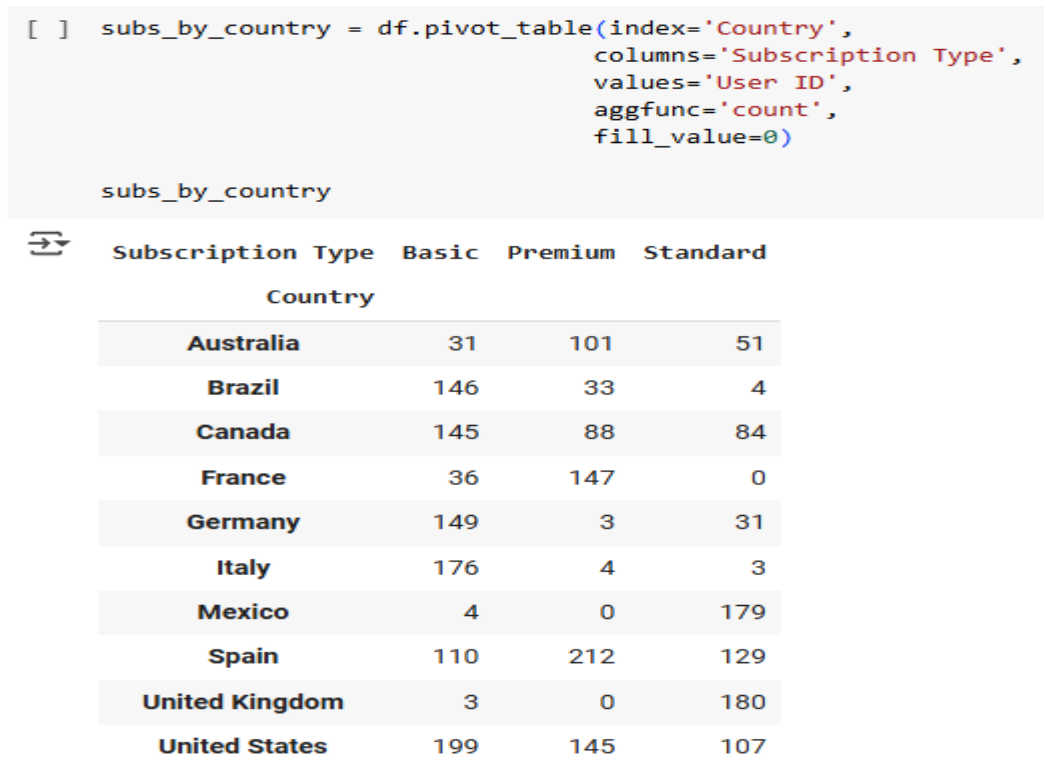 [ ] subs_by_country = df.pivot_table(index='Country',
columns='Subscription Type',
values='User ID',
aggfunc='count',
fill_value=0)
subs_by_country
Subscription Type Basic Premium Standard
Country
Australia 31 101 51
Brazil 146 33 4
Canada 145 88 84
France 36 147 0
Germany 149 3 31
Italy 176 4 3
Mexico 4 0 179
Spain 110 212 129
United Kingdom 3 0 180
United States 199 145 107